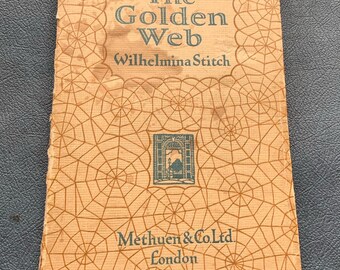 The
Golden
Web
Wilhelmina Stitch
Methuen & Co. Ltd
London